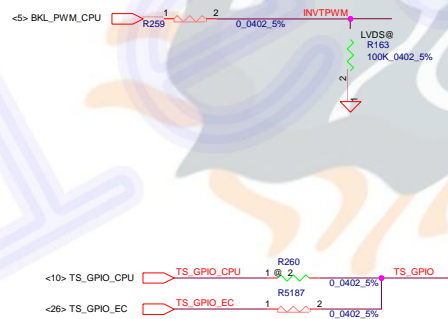 <5> BKL_PWM_CPU 1 2 INVTPWM
R259 0_0402_5%
LVDS@
R163
100K_0402_5%
2
1
R260
<10> TS_GPIO_CPU TS_GPIO_CPU 1 @ 2 TS_GPIO
0_0402_5%
R5187
<26> TS_GPIO_EC TS_GPIO_EC 1 2
0_0402_5%